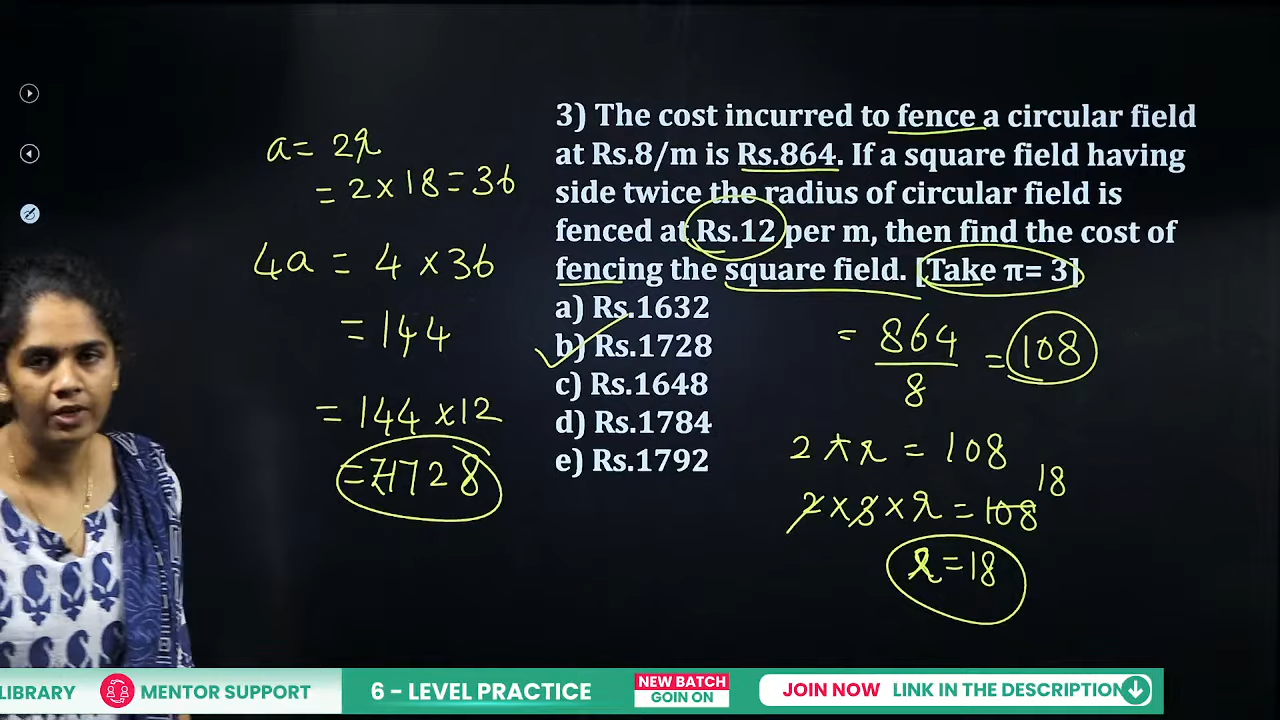 3) The cost incurred to fence a circular field
at Rs.8/m is Rs.864. If a square field having
side twice the radius of circular field is
fenced at Rs.12 per m, then find the cost of
fencing the square field. [Take π= 3]
a) Rs.1632
b) Rs.1728
c) Rs.1648
d) Rs.1784
e) Rs.1792
= 864/8 = 108
2 π r = 108
2 × 3 × r = 108 18
r = 18
a = 2r
= 2 × 18 = 36
4a = 4 × 36
= 144
= 144 × 12
= ₹1728
LIBRARY
MENTOR SUPPORT
6 – LEVEL PRACTICE
NEW BATCH
GOIN ON
JOIN NOW LINK IN THE DESCRIPTION